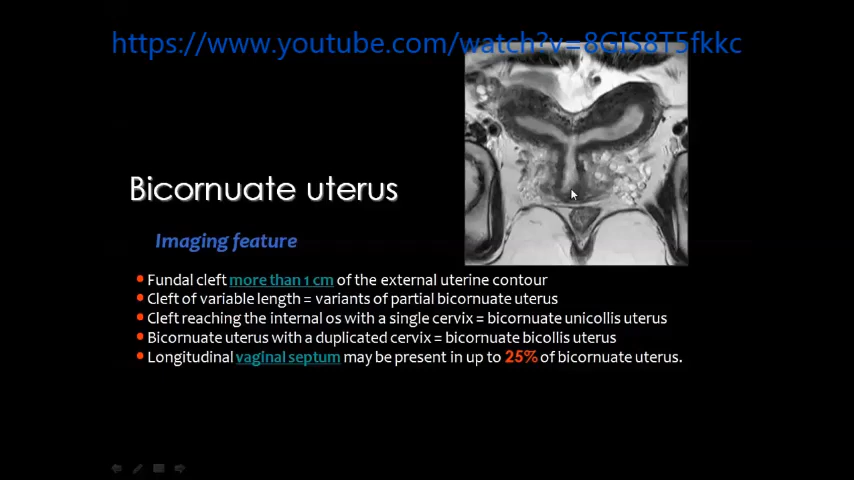 https://www.youtube.com/watch?v=8GIS8T5fkkc
Bicornuate uterus
Imaging feature
• Fundal cleft more than 1 cm of the external uterine contour
• Cleft of variable length = variants of partial bicornuate uterus
• Cleft reaching the internal os with a single cervix = bicornuate unicollis uterus
• Bicornuate uterus with a duplicated cervix = bicornuate bicollis uterus
• Longitudinal vaginal septum may be present in up to 25% of bicornuate uterus.